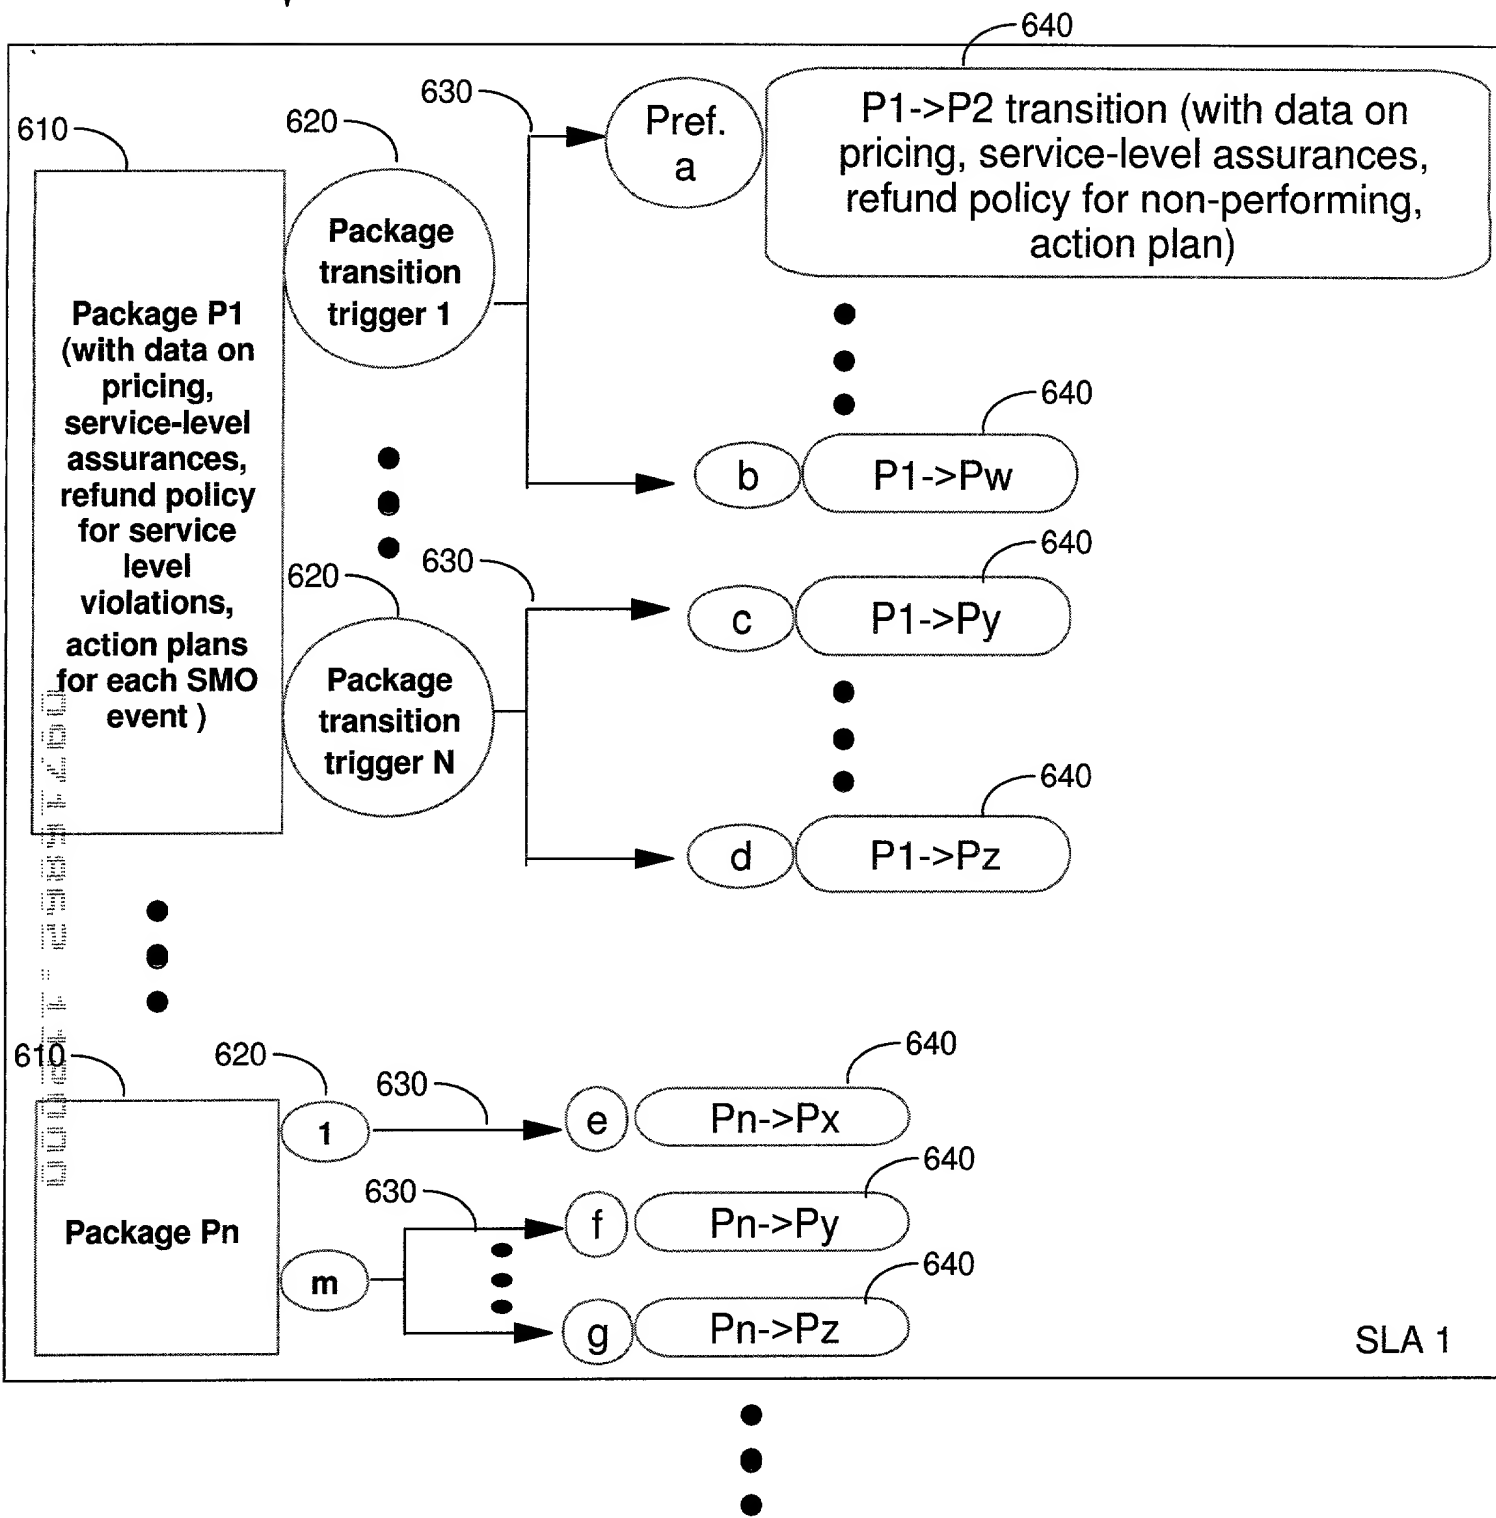 640
630
620
610
Pref.
a
P1->P2 transition (with data on
pricing, service-level assurances,
refund policy for non-performing,
action plan)
Package
transition
trigger 1
Package P1
(with data on
pricing,
service-level
assurances,
refund policy
for service
level
violations,
action plans
for each SMO
event )
640
b
P1->Pw
640
630
620
c
P1->Py
Package
transition
trigger N
640
d
P1->Pz
610
620
630
640
1
e
Pn->Px
640
630
f
Pn->Py
Package Pn
m
640
g
Pn->Pz
SLA 1